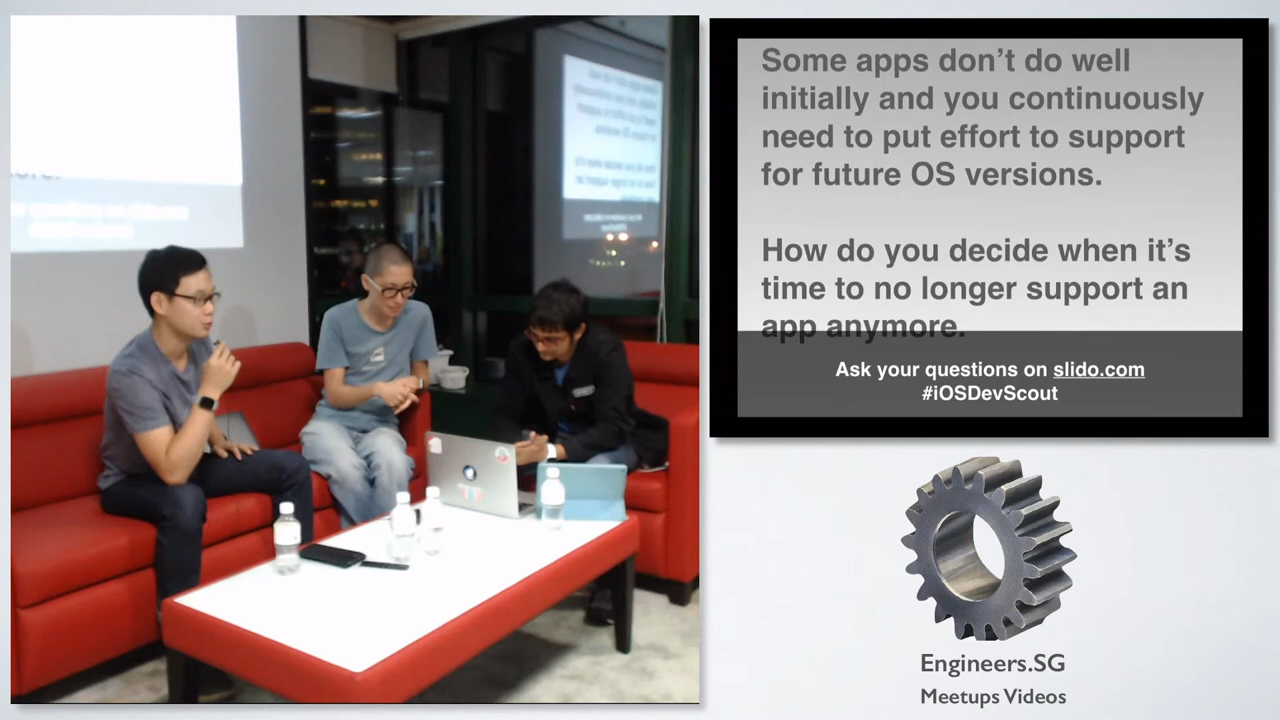 Some apps don't do well
initially and you continuously
need to put effort to support
for future OS versions.
How do you decide when it's
time to no longer support an
app anymore.
Ask your questions on slido.com
#iOSDevScout
Engineers.SG
Meetups Videos